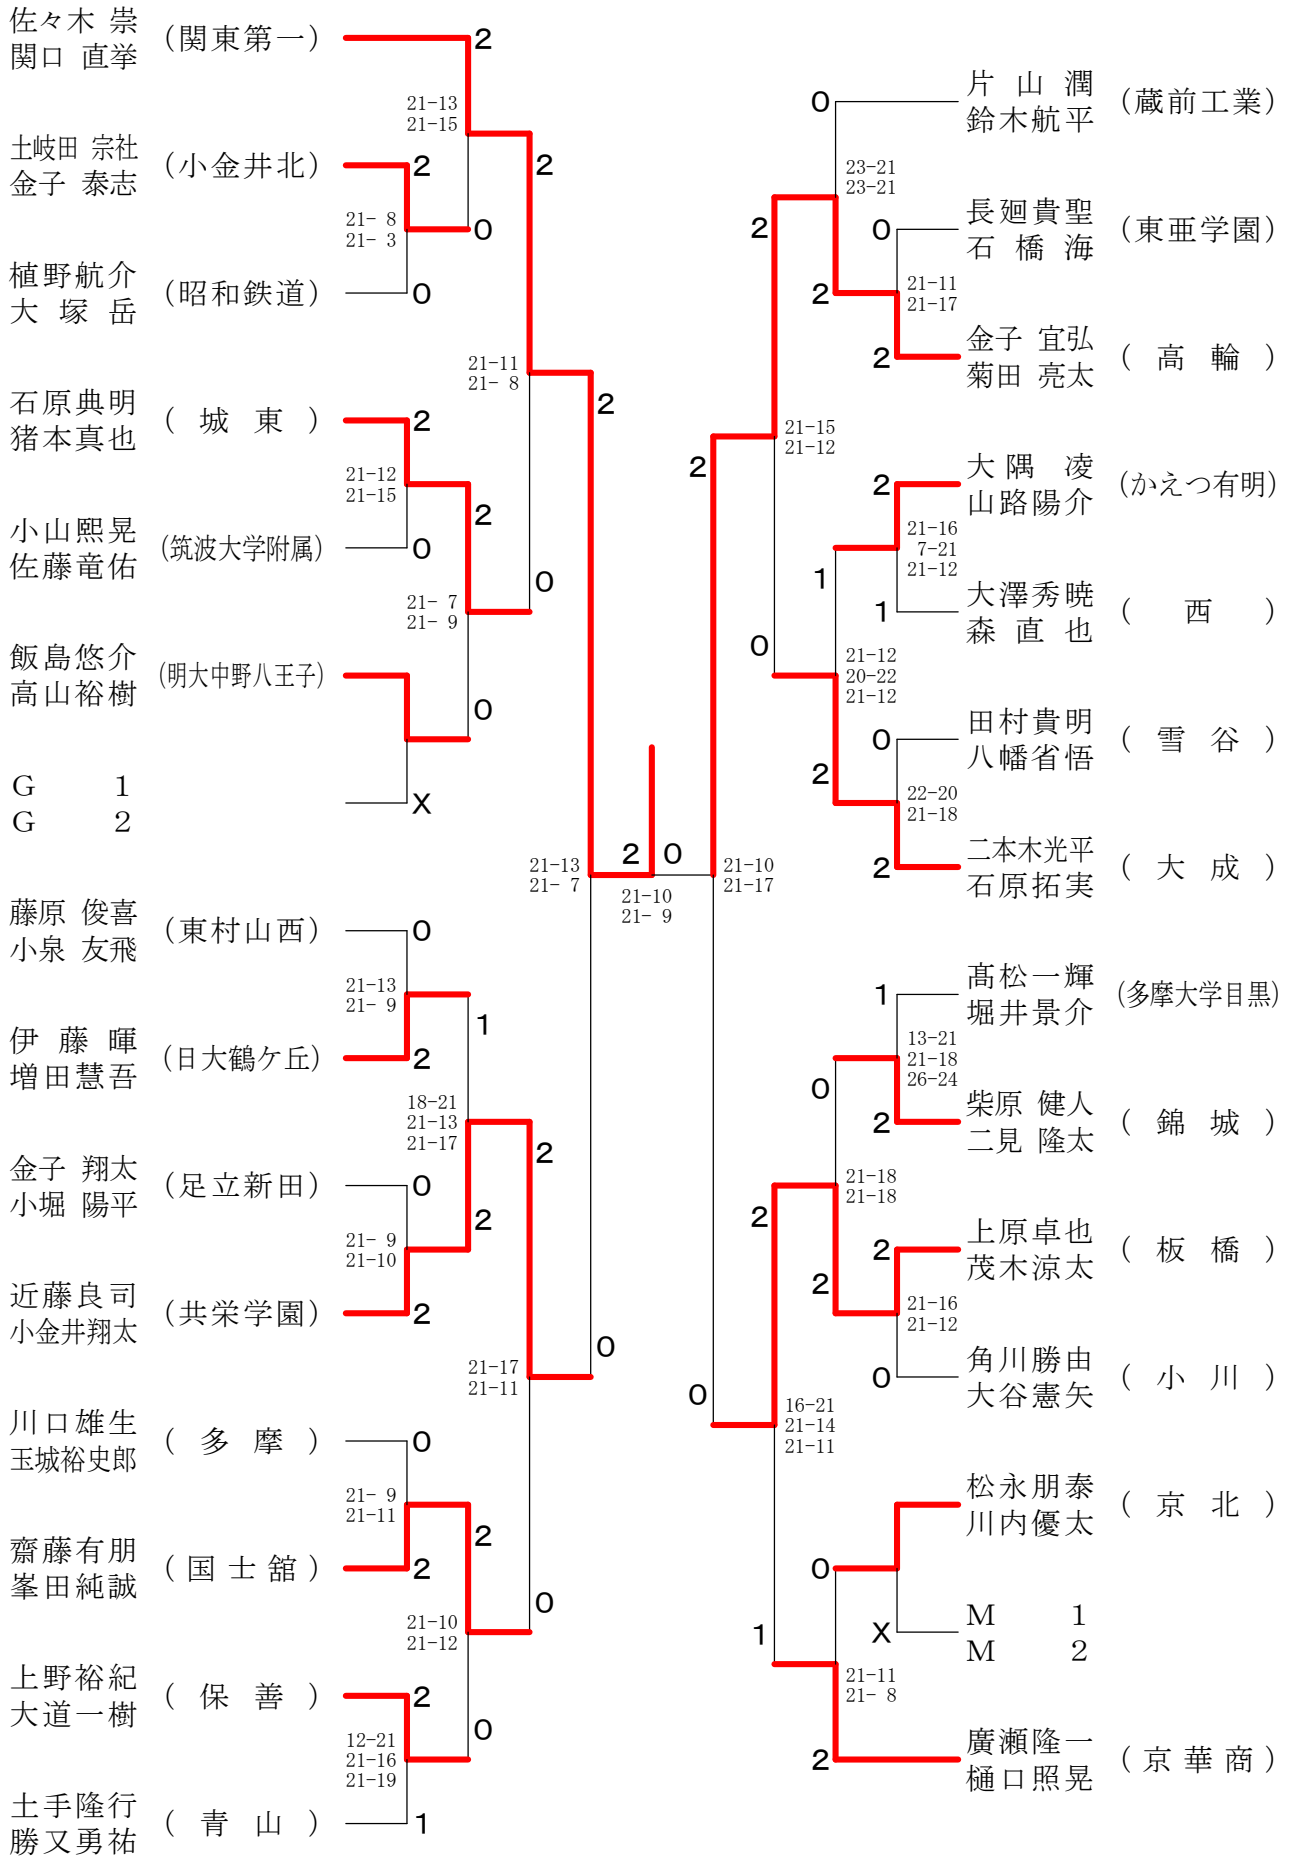 佐々木 崇
関口 直挙
(関東第一)
2
21-13
21-15
土岐田 宗社
金子 泰志
(小金井北)
2
2
21- 8
21- 3
0
植野航介
大塚岳
(昭和鉄道)
0
21-11
21- 8
2
石原典明
猪本真也
(城東)
2
21-12
21-15
2
小山熙晃
佐藤竜佑
(筑波大学附属)
0
0
21- 7
21- 9
飯島悠介
高山裕樹
(明大中野八王子)
0
G 1
G 2
X
21-13
21- 7
藤原 俊喜
小泉 友飛
(東村山西)
0
21-13
21- 9
1
伊藤暉
増田慧吾
(日大鶴ケ丘)
2
18-21
21-13
21-17
2
金子 翔太
小堀 陽平
(足立新田)
0
2
21- 9
21-10
近藤良司
小金井翔太
(共栄学園)
2
0
21-17
21-11
川口雄生
玉城裕史郎
(多摩)
0
21- 9
21-11
2
齋藤有朋
峯田純誠
(国士舘)
2
0
21-10
21-12
上野裕紀
大道一樹
(保善)
2
0
12-21
21-16
21-19
土手隆行
勝又勇祐
(青山)
1
2 0
21-10
21- 9
0
片山潤
鈴木航平
(蔵前工業)
23-21
23-21
2
0
長廻貴聖
石橋海
(東亜学園)
2
21-11
21-17
2
金子 宜弘
菊田 亮太
(高輪)
21-15
21-12
2
2
大隅凌
山路陽介
(かえつ有明)
21-16
7-21
21-12
1
1
大澤秀暁
森直也
(西)
0
21-12
20-22
21-12
0
田村貴明
八幡省悟
(雪谷)
2
22-20
21-18
2
二本木光平
石原拓実
(大成)
21-10
21-17
1
髙松一輝
堀井景介
(多摩大学目黒)
13-21
21-18
26-24
0
2
柴原 健人
二見 隆太
(錦城)
21-18
21-18
2
2
上原卓也
茂木涼太
(板橋)
2
21-16
21-12
0
角川勝由
大谷憲矢
(小川)
0
16-21
21-14
21-11
松永朋泰
川内優太
(京北)
0
X
M 1
M 2
1
21-11
21- 8
2
廣瀬隆一
樋口照晃
(京華商)